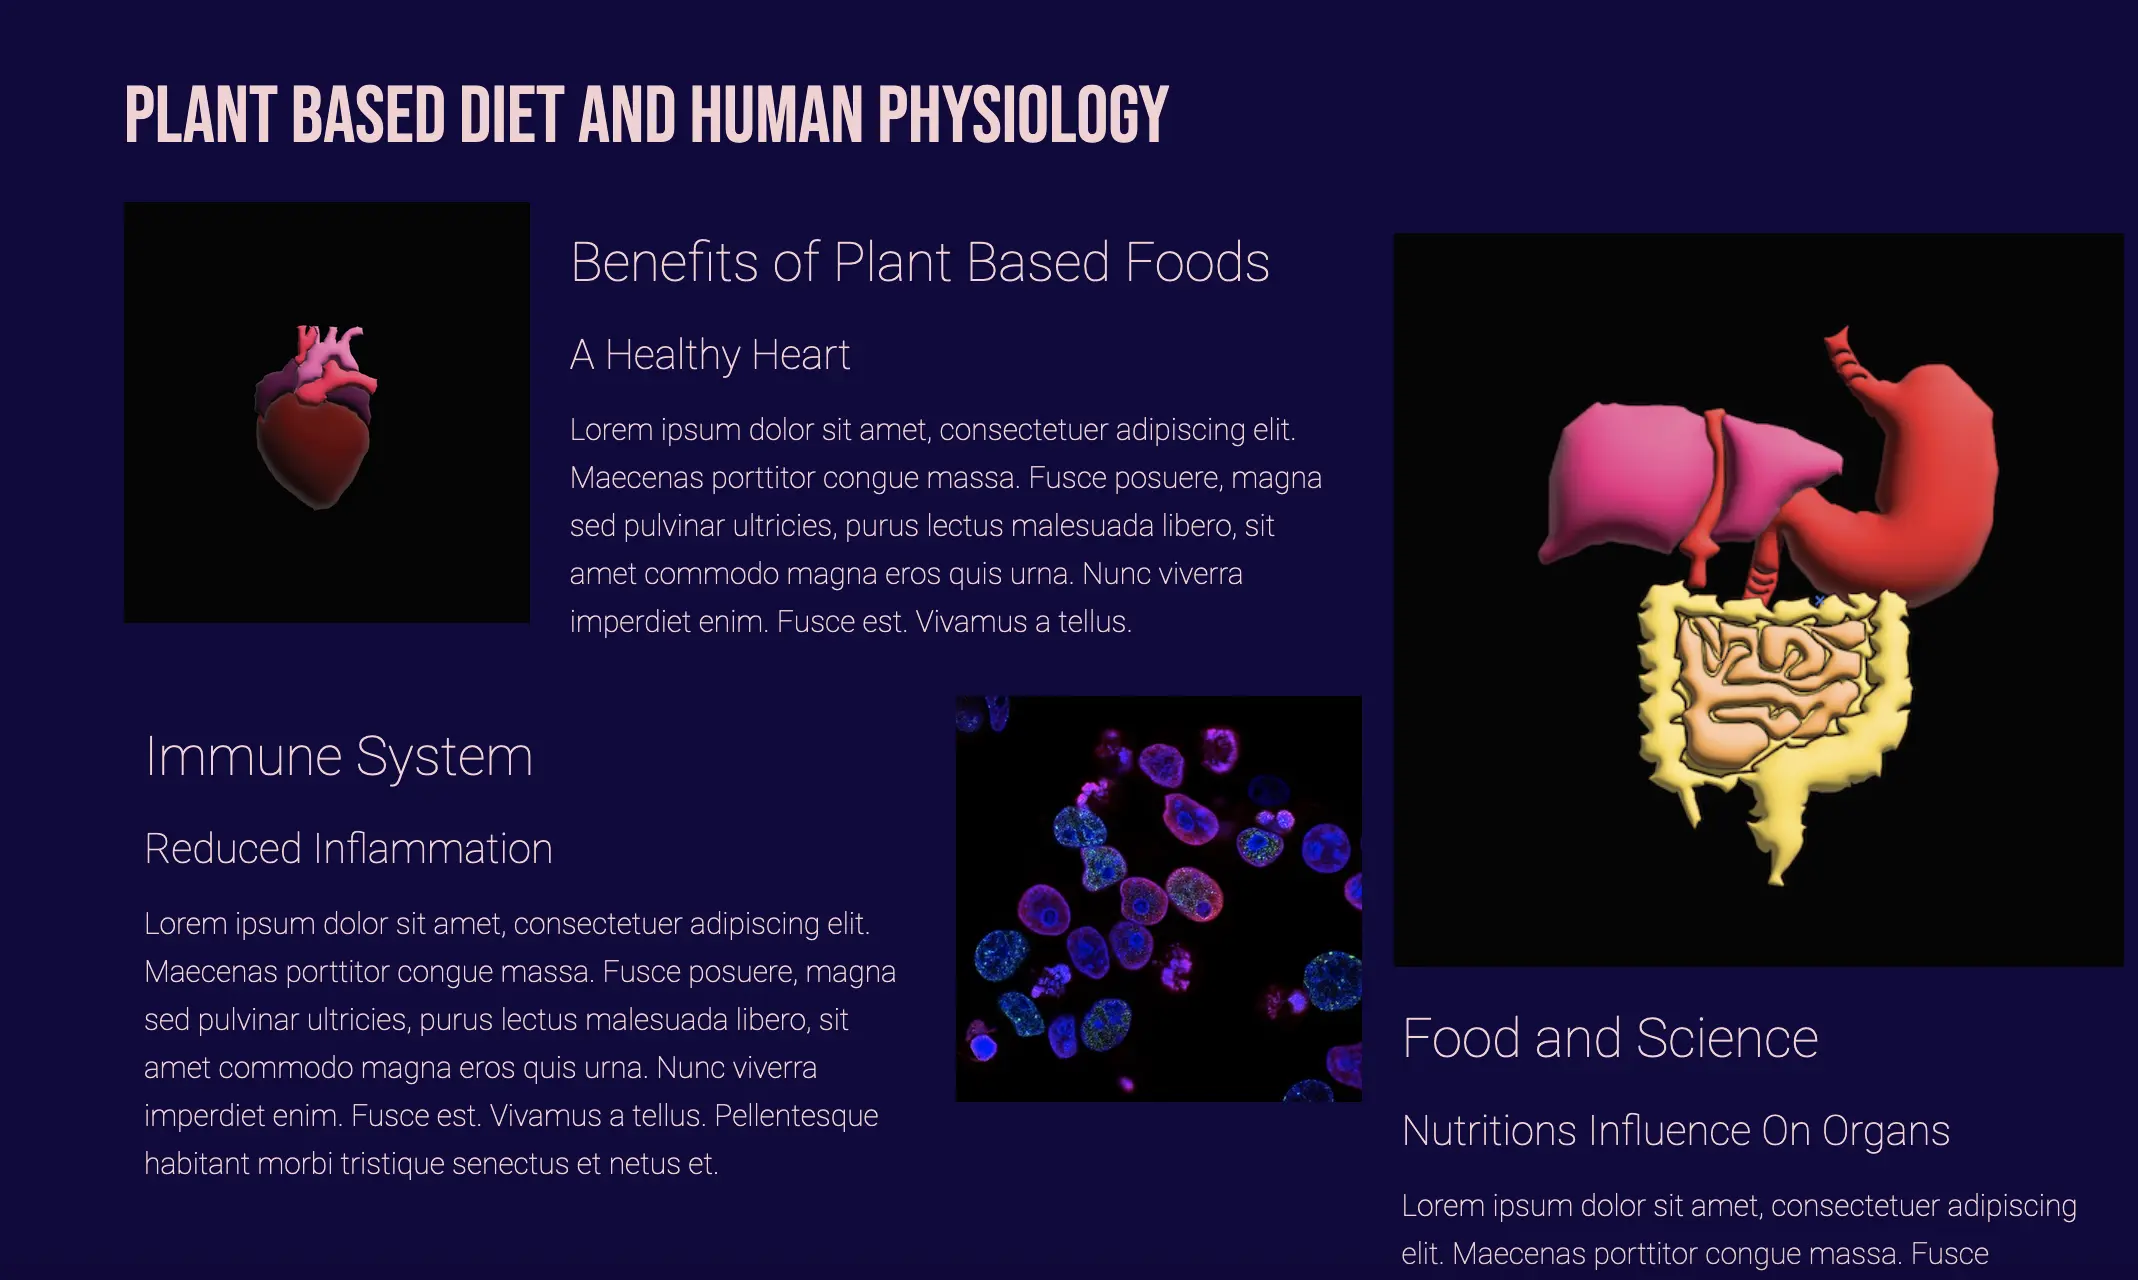 PLANT BASED DIET AND HUMAN PHYSIOLOGY
Benefits of Plant Based Foods
A Healthy Heart
Lorem ipsum dolor sit amet, consectetuer adipiscing elit.
Maecenas porttitor congue massa. Fusce posuere, magna
sed pulvinar ultricies, purus lectus malesuada libero, sit
amet commodo magna eros quis urna. Nunc viverra
imperdiet enim. Fusce est. Vivamus a tellus.
Immune System
Reduced Inflammation
Lorem ipsum dolor sit amet, consectetuer adipiscing elit.
Maecenas porttitor congue massa. Fusce posuere, magna
sed pulvinar ultricies, purus lectus malesuada libero, sit
amet commodo magna eros quis urna. Nunc viverra
imperdiet enim. Fusce est. Vivamus a tellus. Pellentesque
habitant morbi tristique senectus et netus et.
Food and Science
Nutritions Influence On Organs
Lorem ipsum dolor sit amet, consectetuer adipiscing
elit. Maecenas porttitor congue massa. Fusce